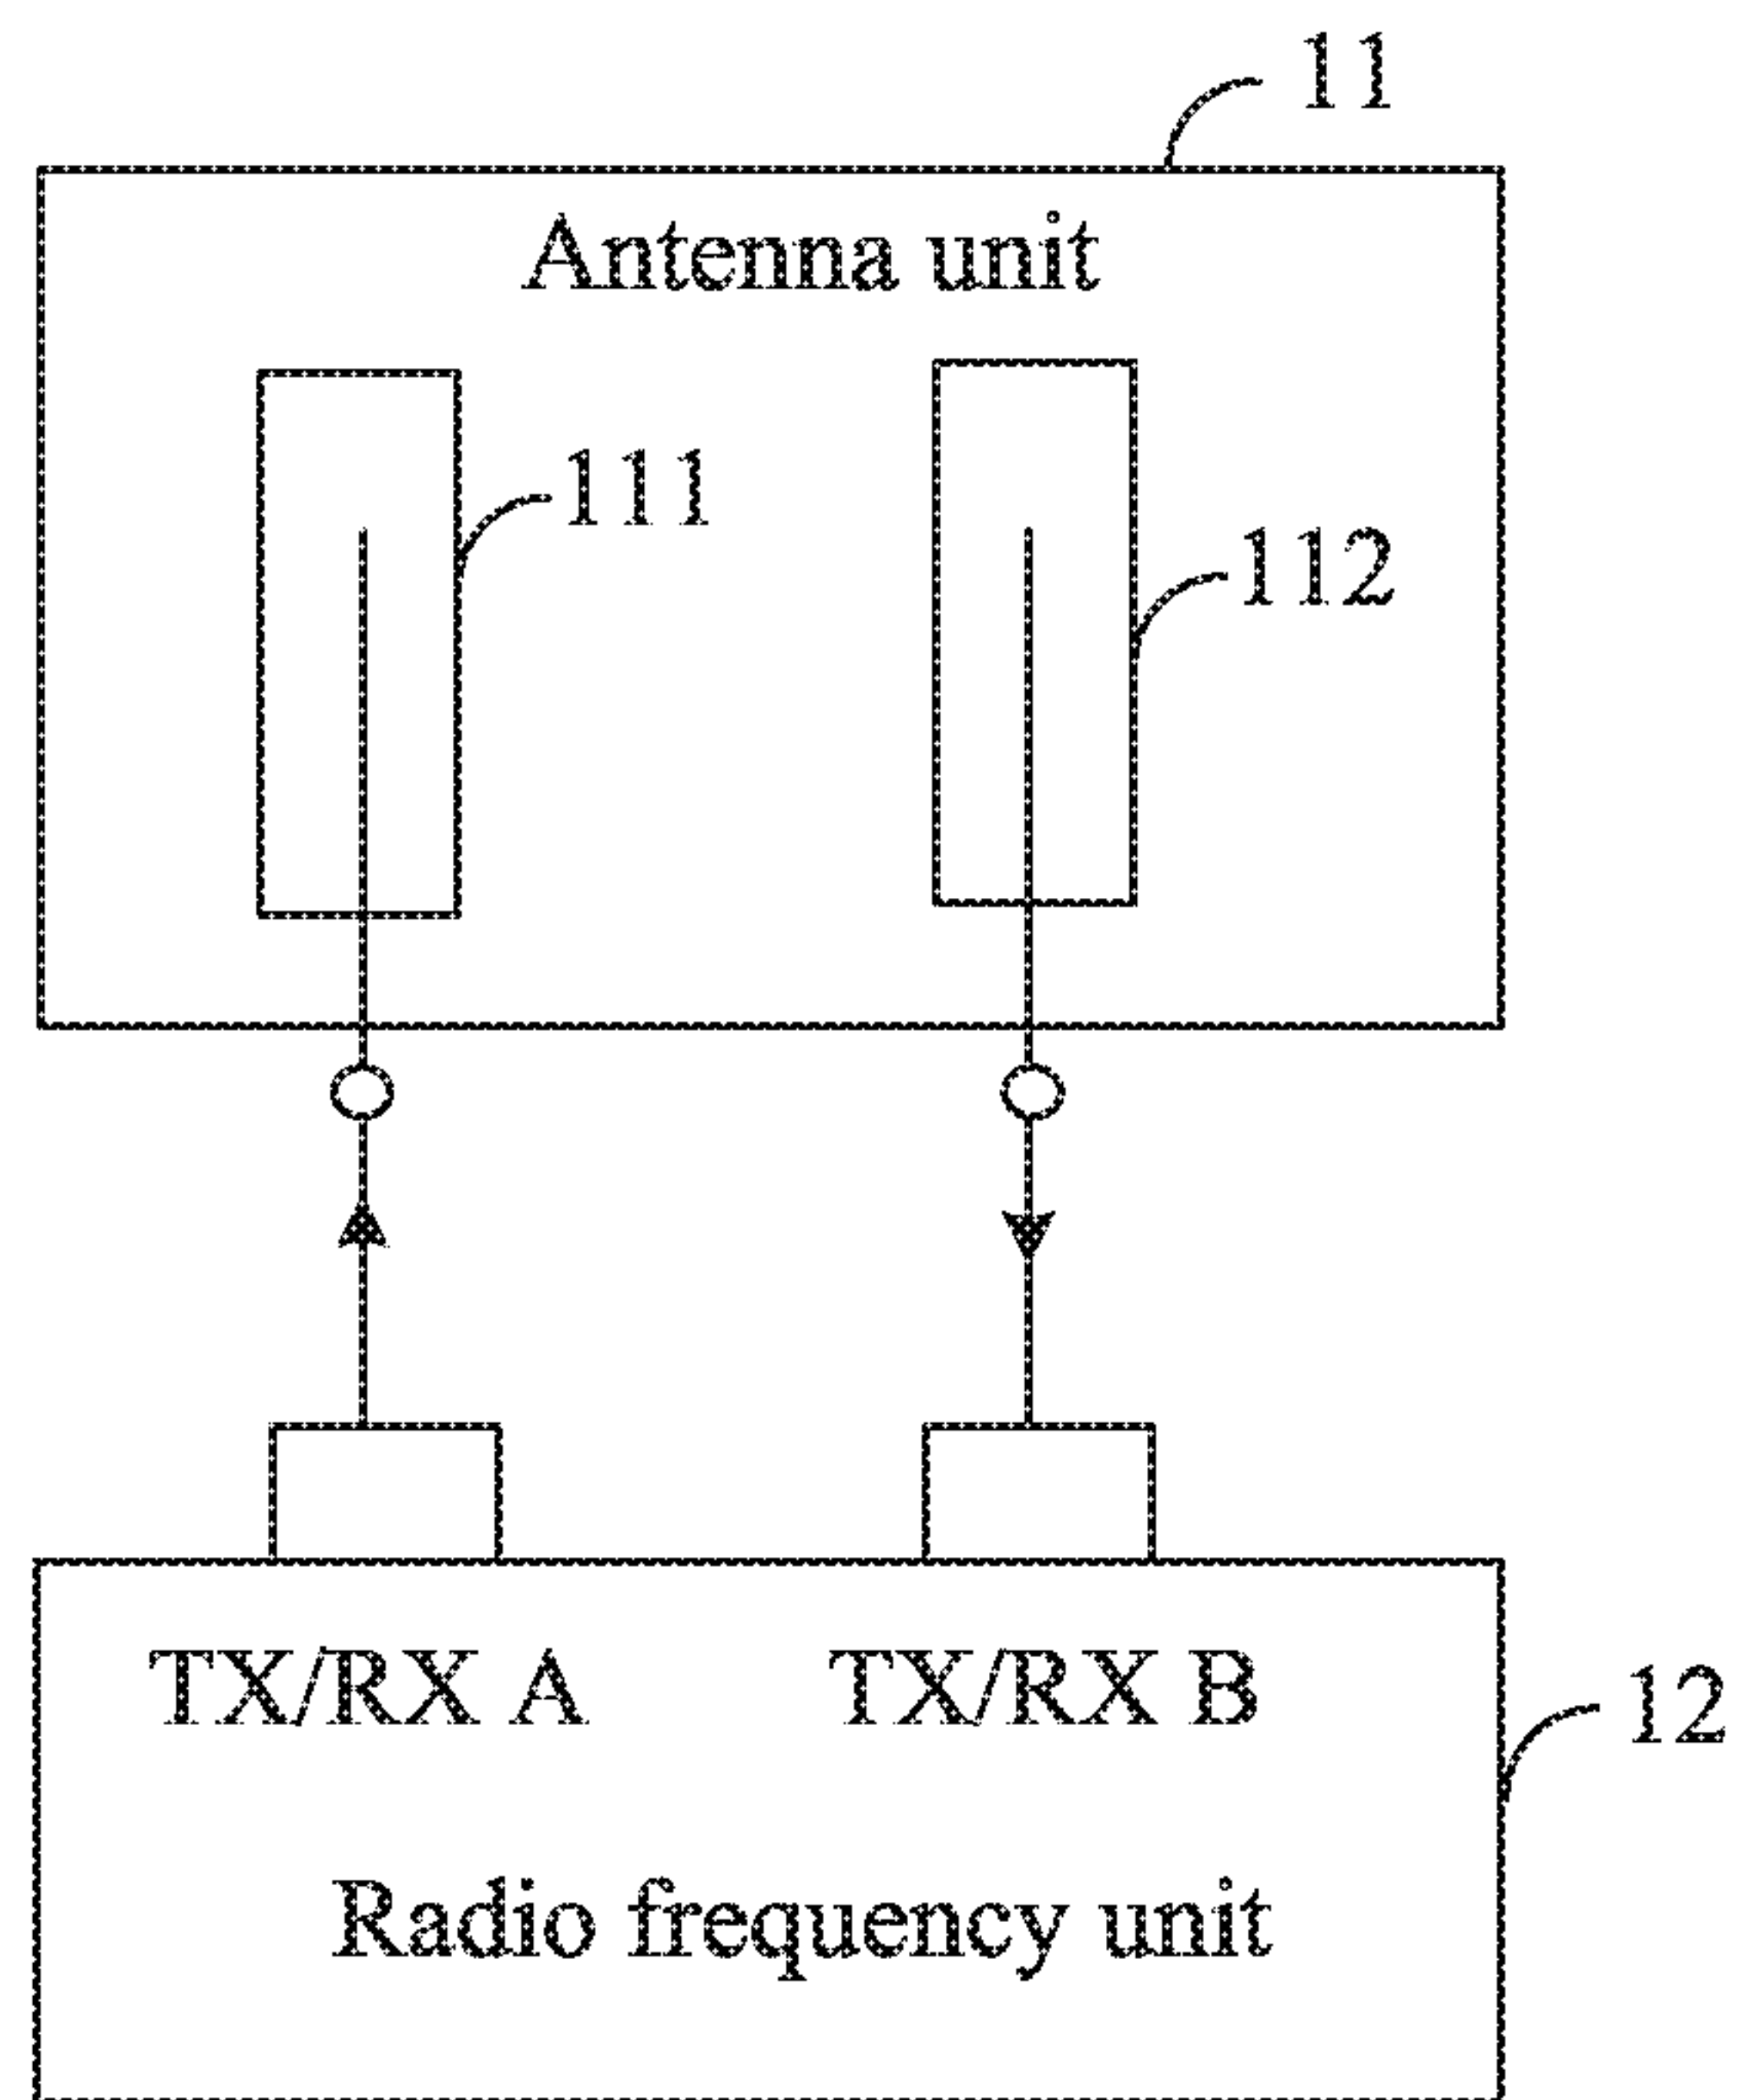 11
Antenna unit
111
112
TX/RX A TX/RX B
12
Radio frequency unit